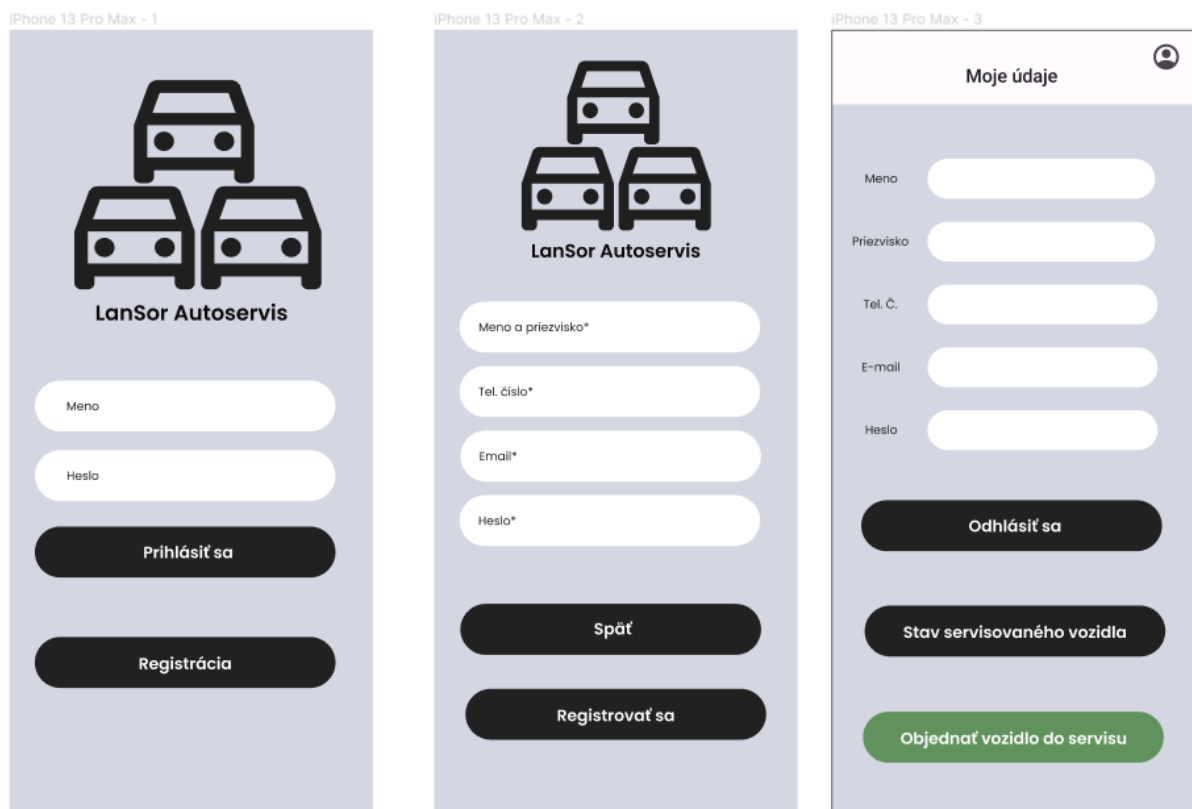 iPhone 13 Pro Max - 1
LanSor Autoservis
Meno
Heslo
Prihlásiť sa
Registrácia
iPhone 13 Pro Max - 2
LanSor Autoservis
Meno a priezvisko*
Tel. číslo*
Email*
Heslo*
Späť
Registrovať sa
iPhone 13 Pro Max - 3
Moje údaje
Meno
Priezvisko
Tel. Č.
E-mail
Heslo
Odhlásiť sa
Stav servisovaného vozidla
Objednať vozidlo do servisu